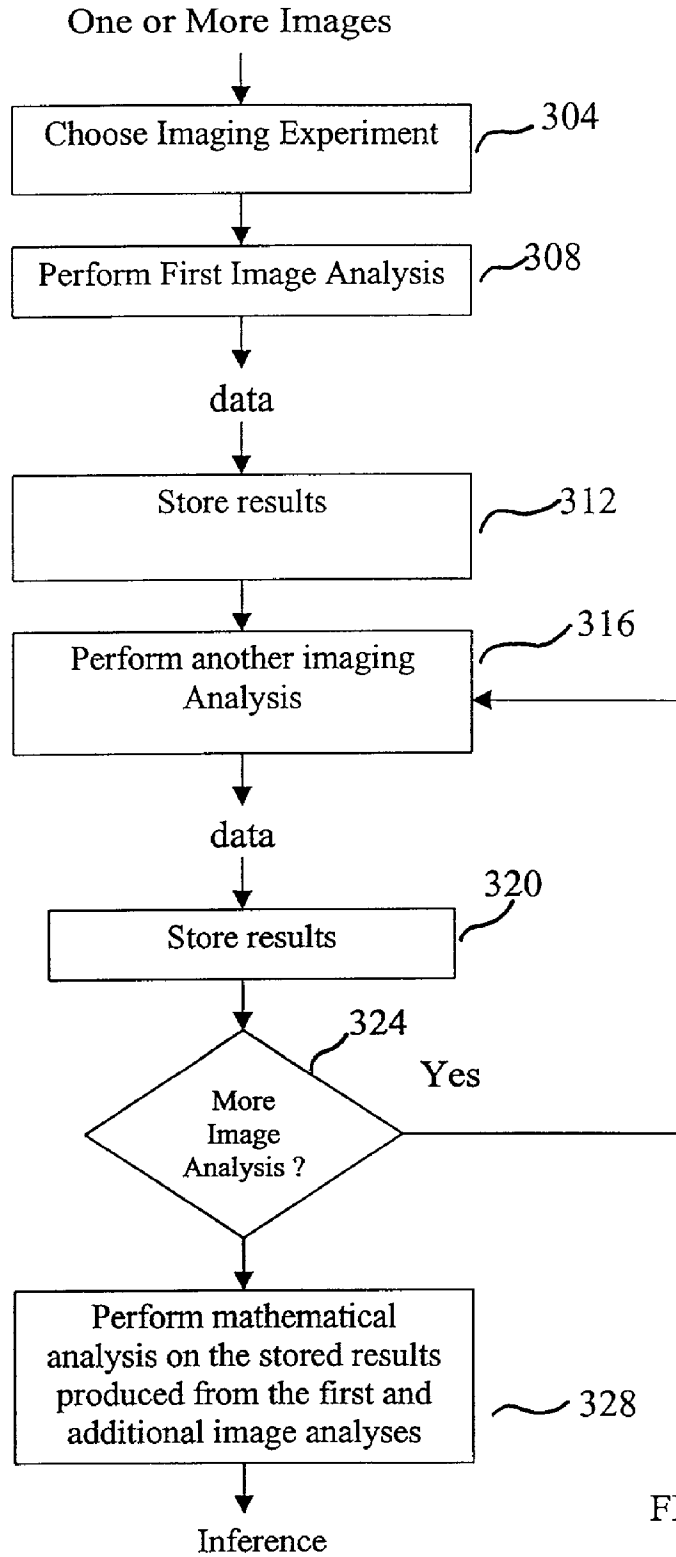 One or More Images
Choose Imaging Experiment
304
Perform First Image Analysis
308
data
Store results
312
Perform another imaging
Analysis
316
data
Store results
320
324
Yes
More
Image
Analysis ?
Perform mathematical
analysis on the stored results
produced from the first and
additional image analyses
328
Inference